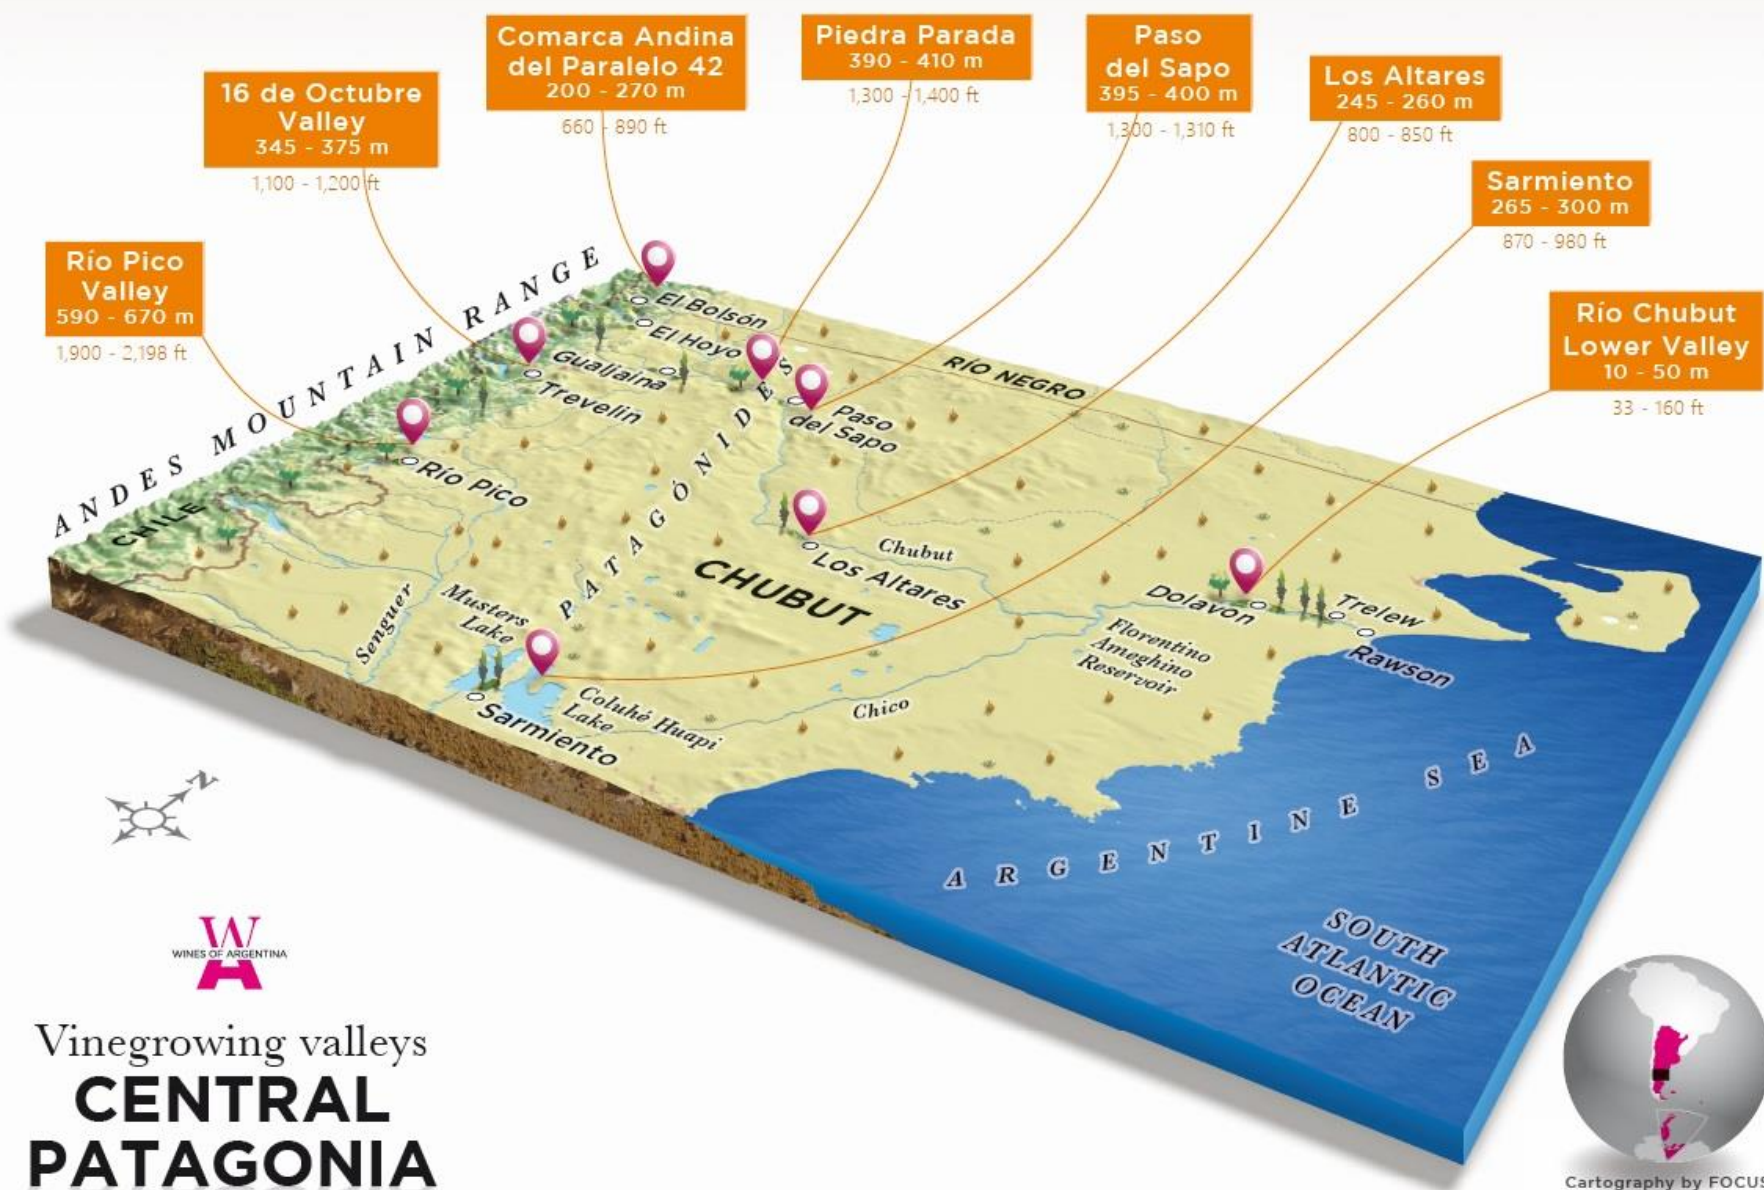 Comarca Andina
del Paralelo 42
200 - 270 m
660 - 890 ft
Piedra Parada
390 - 410 m
1,300 - 1,400 ft
Paso
del Sapo
395 - 400 m
1,300 - 1,310 ft
Los Altares
245 - 260 m
800 - 850 ft
16 de Octubre
Valley
345 - 375 m
1,100 - 1,200 ft
Sarmiento
265 - 300 m
870 - 980 ft
Río Pico
Valley
590 - 670 m
1,900 - 2,198 ft
Río Chubut
Lower Valley
10 - 50 m
33 - 160 ft
ANDES MOUNTAIN RANGE
CHILE
El Bolsón
El Hoyo
Gualjaina
Trevelin
Río Pico
PATAGÓNIDES
Paso
del Sapo
RÍO NEGRO
Los Altares
Chubut
CHUBUT
Senguer
Musters
Lake
Sarmiento
Coluhé Huapi
Lake
Chico
Dolavon
Trelew
Rawson
Florentino
Ameghino
Reservoir
ARGENTINE SEA
SOUTH
ATLANTIC
OCEAN
N
W
WINES OF ARGENTINA
A
Vinegrowing valleys
CENTRAL
PATAGONIA
Cartography by FOCUS